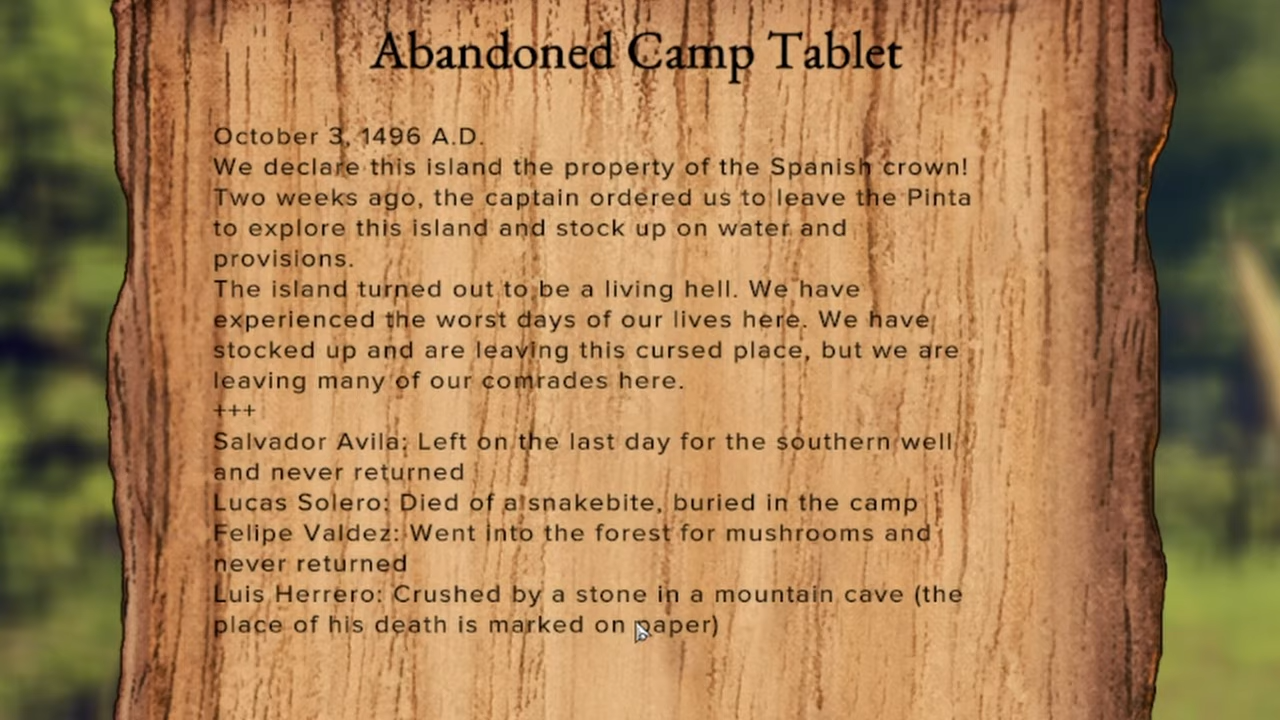 Abandoned Camp Tablet
October 3, 1496 A.D.
We declare this island the property of the Spanish crown!
Two weeks ago, the captain ordered us to leave the Pinta
to explore this island and stock up on water and
provisions.
The island turned out to be a living hell. We have
experienced the worst days of our lives here. We have
stocked up and are leaving this cursed place, but we are
leaving many of our comrades here.
+++
Salvador Avila: Left on the last day for the southern well
and never returned
Lucas Solero: Died of a snakebite, buried in the camp
Felipe Valdez: Went into the forest for mushrooms and
never returned
Luis Herrero: Crushed by a stone in a mountain cave (the
place of his death is marked on paper)